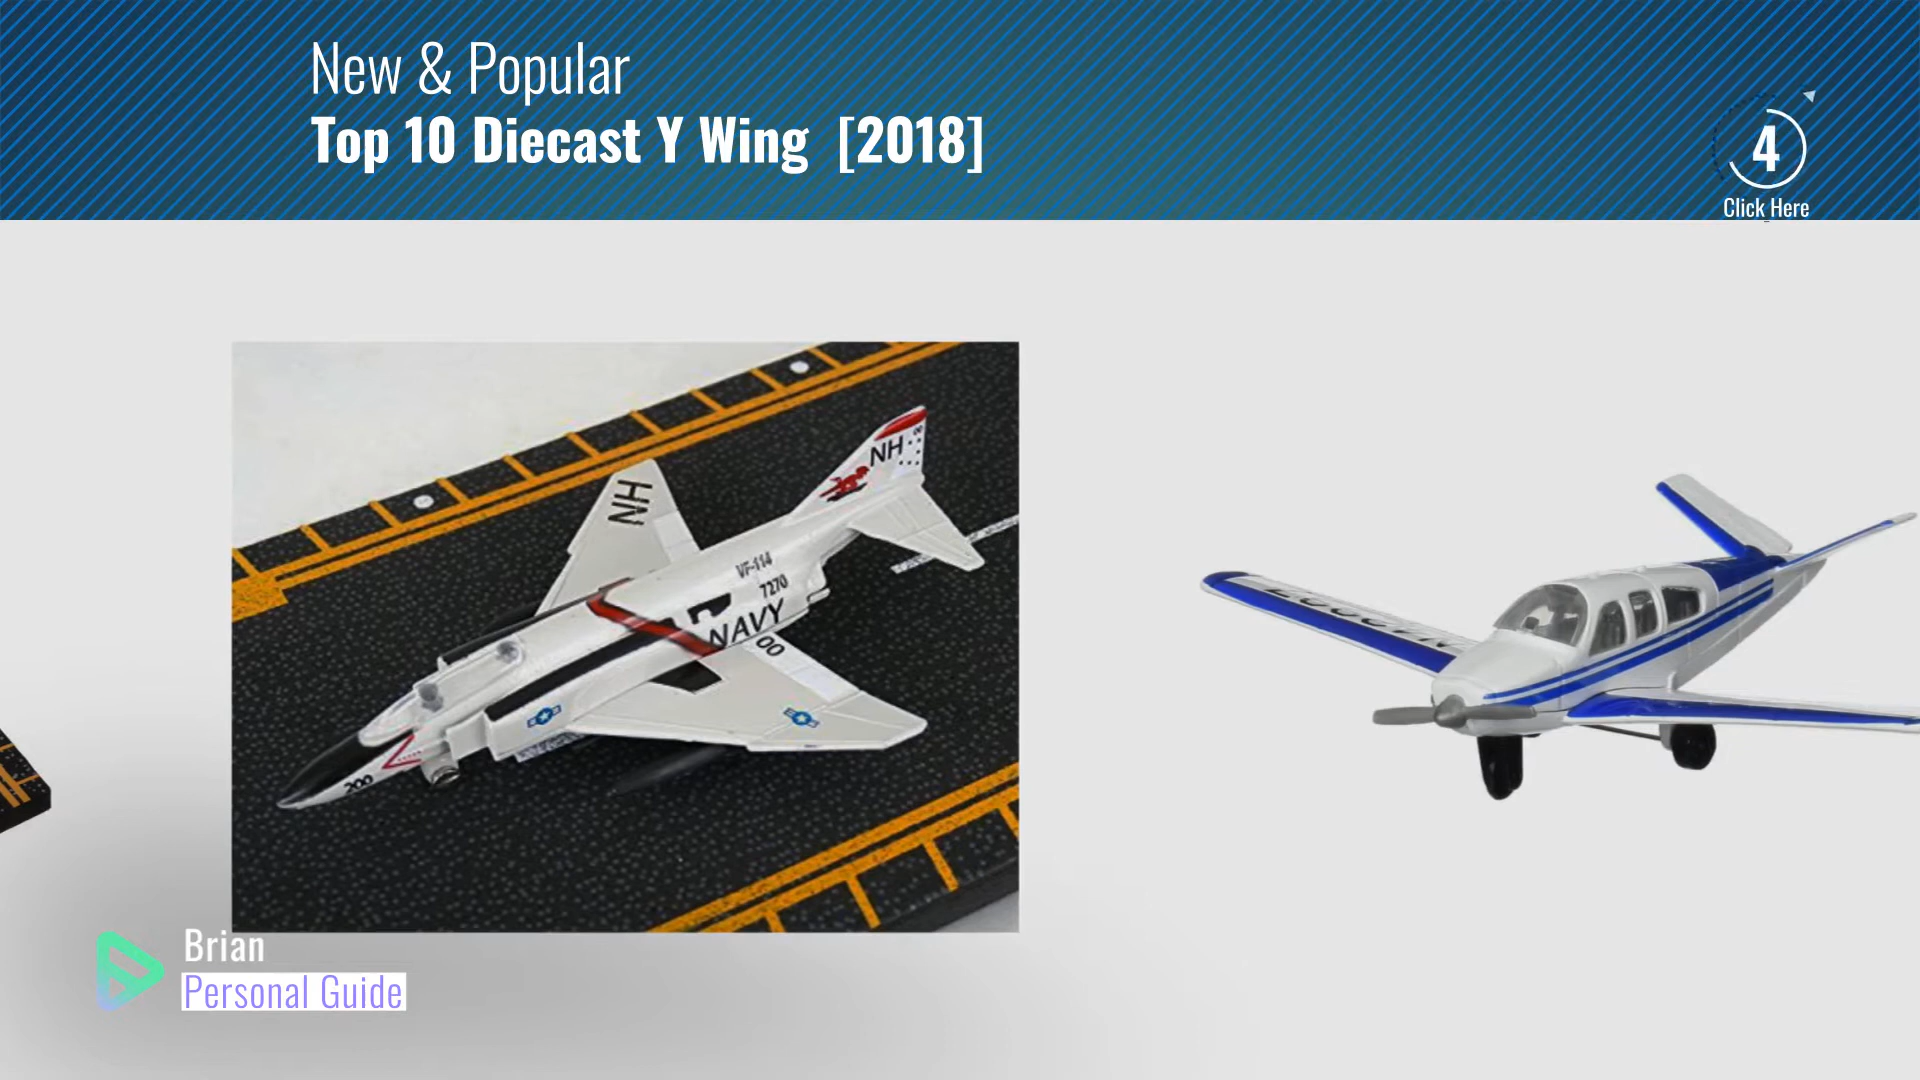 New & Popular
Top 10 Diecast Y Wing [2018]
4
Click Here
NH
NH
00
VF-114
7270
NAVY
00
200
Brian
Personal Guide